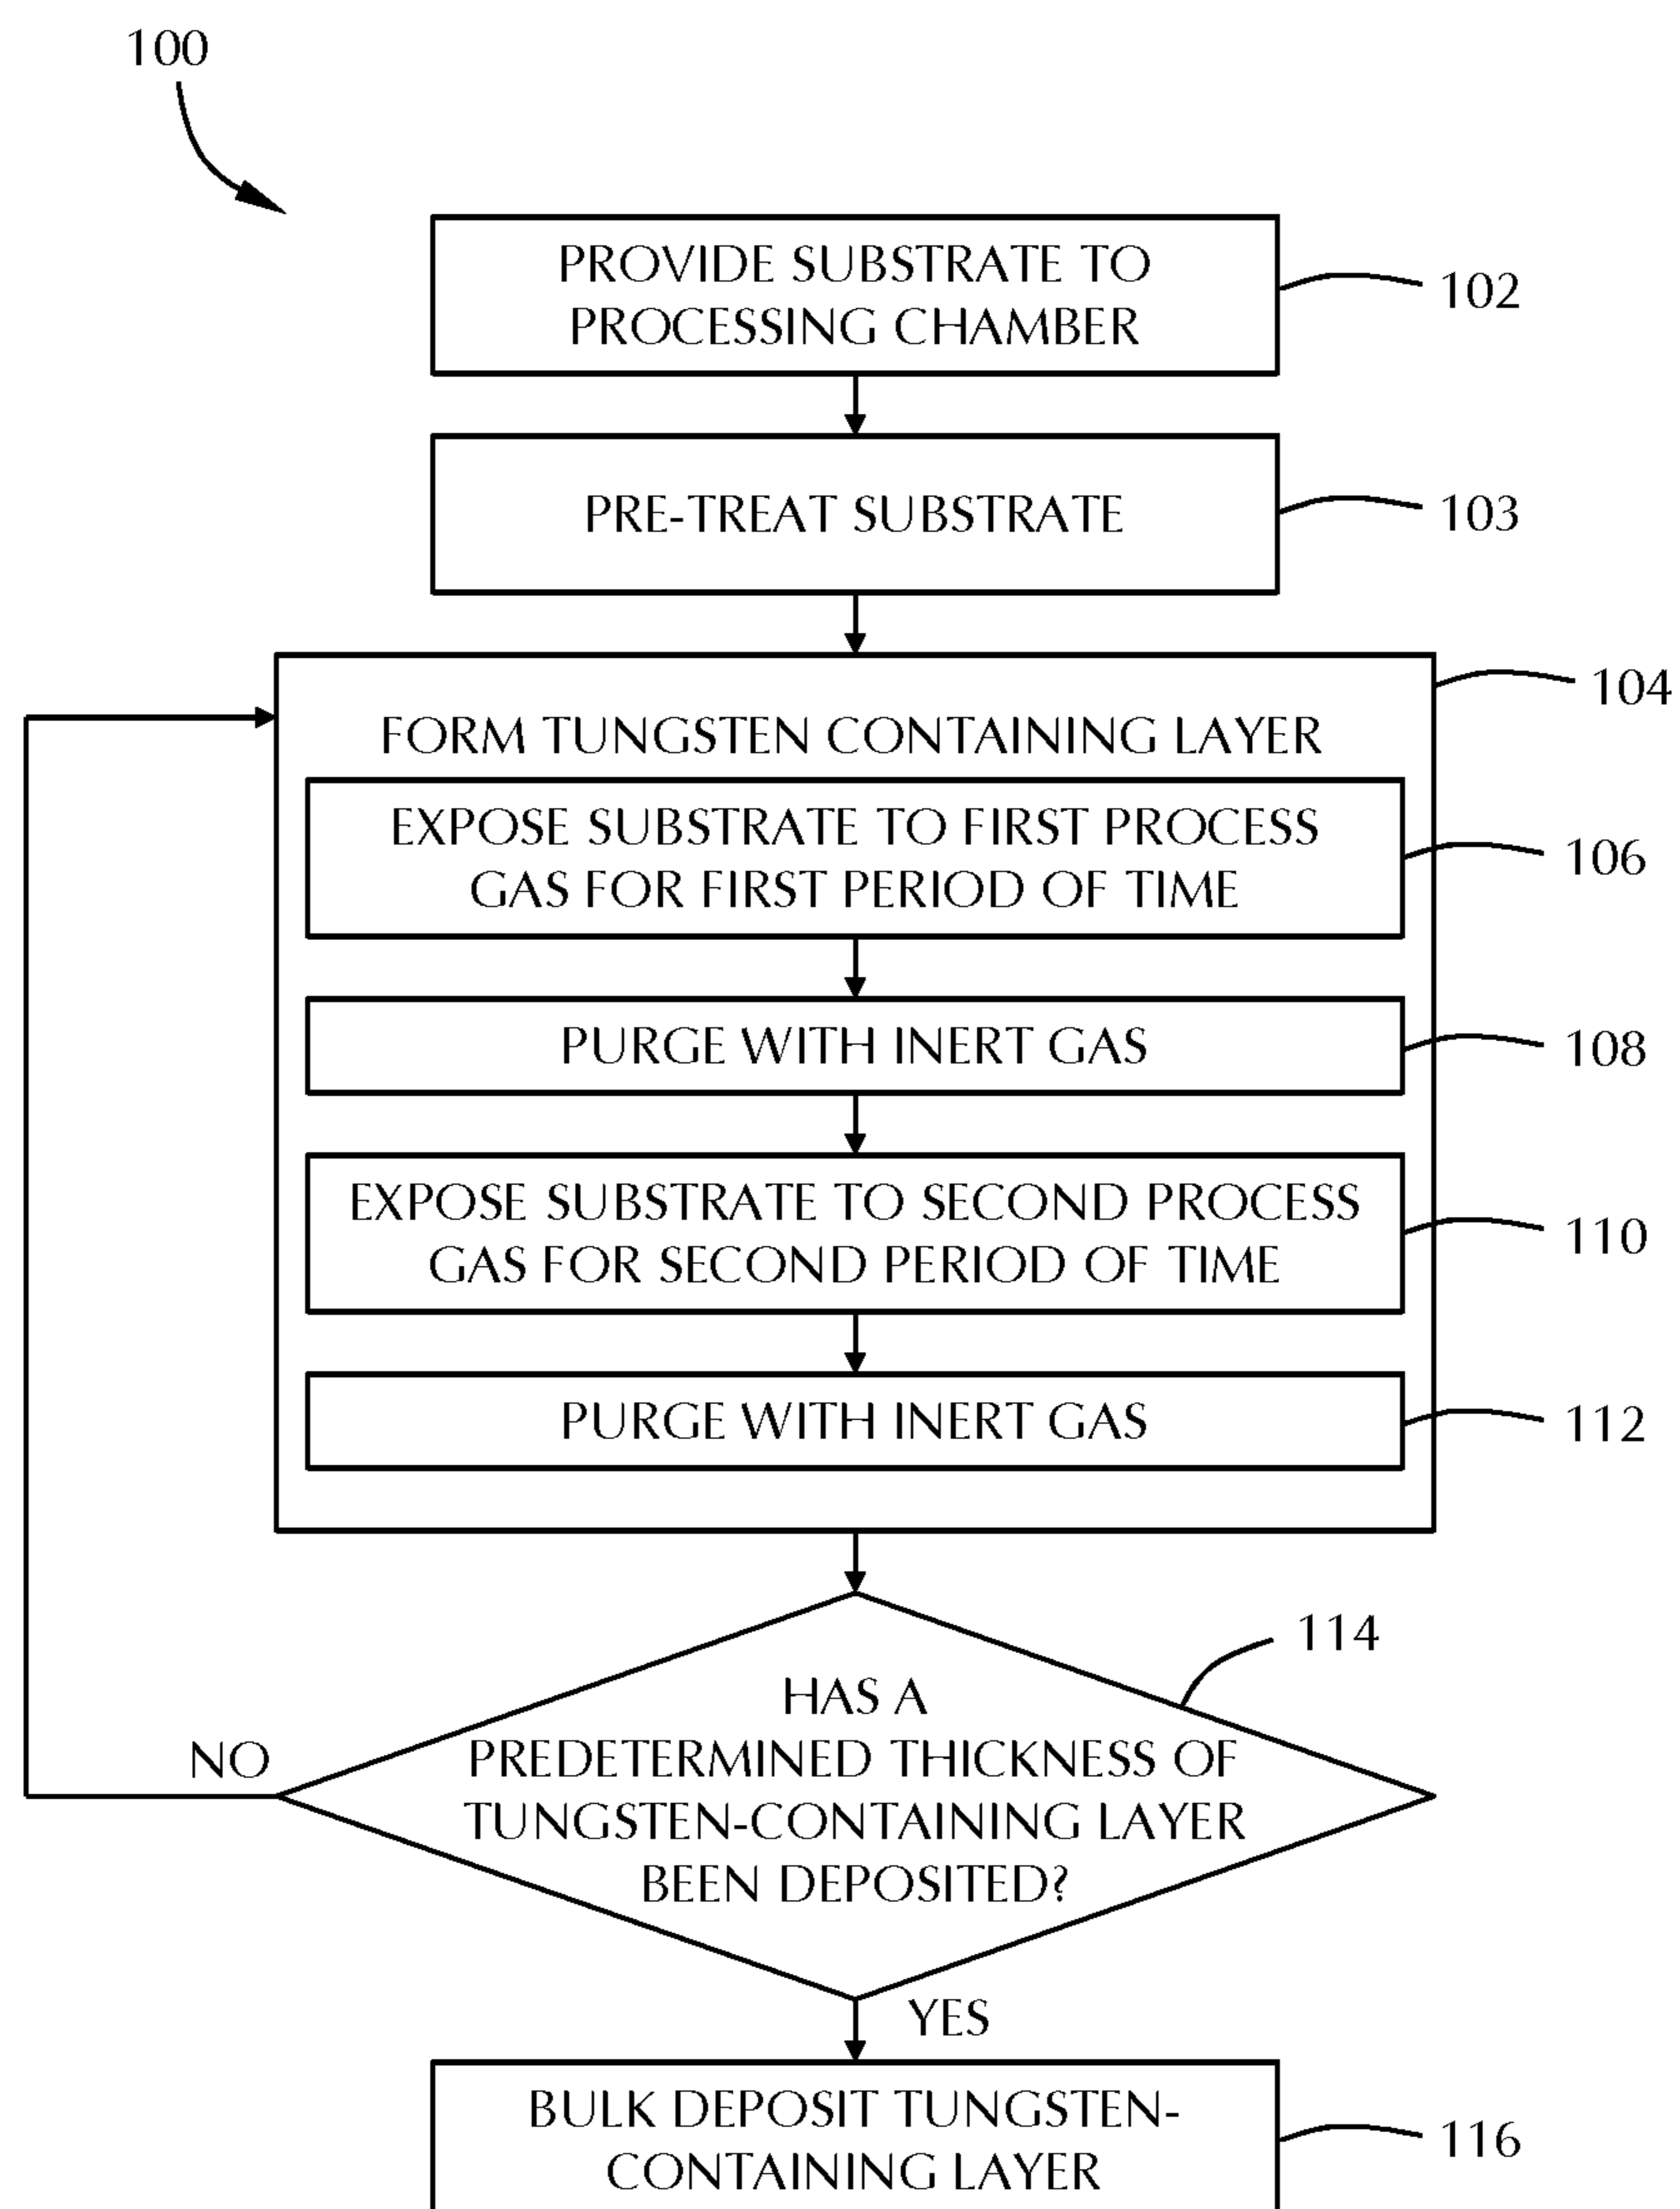 100
PROVIDE SUBSTRATE TO
PROCESSING CHAMBER
102
PRE-TREAT SUBSTRATE
103
104
FORM TUNGSTEN CONTAINING LAYER
EXPOSE SUBSTRATE TO FIRST PROCESS
GAS FOR FIRST PERIOD OF TIME
106
PURGE WITH INERT GAS
108
EXPOSE SUBSTRATE TO SECOND PROCESS
GAS FOR SECOND PERIOD OF TIME
110
PURGE WITH INERT GAS
112
114
HAS A
PREDETERMINED THICKNESS OF
TUNGSTEN-CONTAINING LAYER
BEEN DEPOSITED?
NO
YES
BULK DEPOSIT TUNGSTEN-
CONTAINING LAYER
116